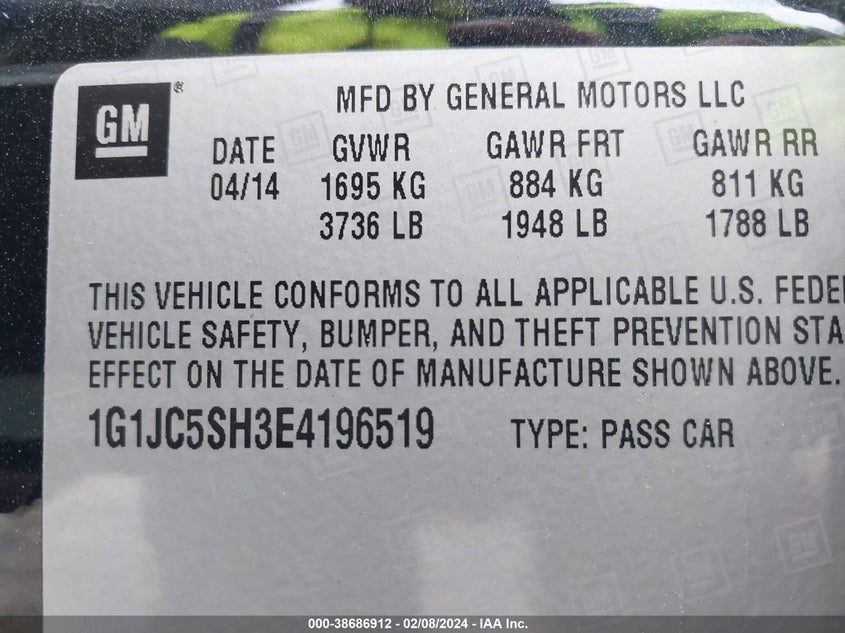 GM ®
MFD BY GENERAL MOTORS LLC
DATE GVWR GAWR FRT GAWR RR
04/14 1695 KG 884 KG 811 KG
3736 LB 1948 LB 1788 LB
THIS VEHICLE CONFORMS TO ALL APPLICABLE U.S. FEDE
VEHICLE SAFETY, BUMPER, AND THEFT PREVENTION STA
EFFECT ON THE DATE OF MANUFACTURE SHOWN ABOVE.
1G1JC5SH3E4196519 TYPE: PASS CAR
000-38686912 - 02/08/2024 - IAA Inc.